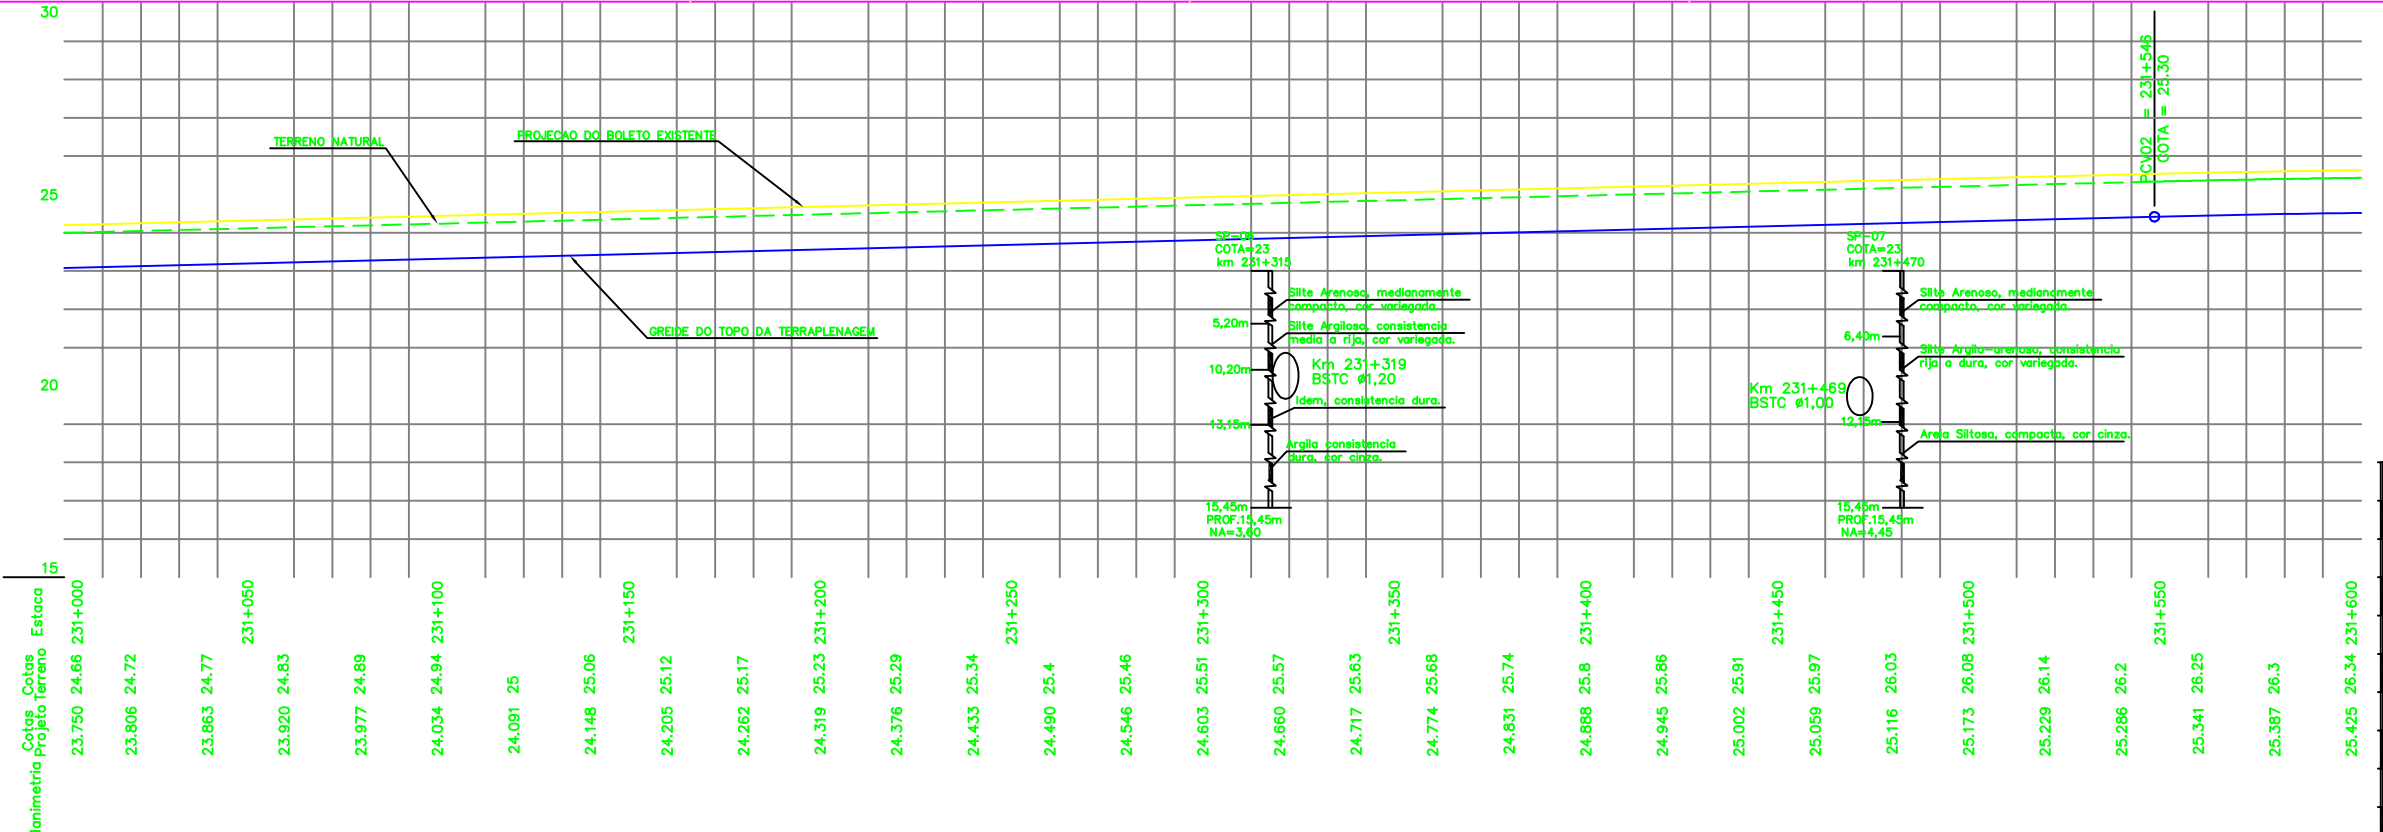 30
25
20
15
TERRENO NATURAL
PROJECAO DO BOLETO EXISTENTE
GREIDE DO TOPO DA TERRAPLENAGEM
PCV02 = 231+546
COTA = 25.30
SP-06
COTA=23
km 231+315
Silte Arenoso, medianamente
compacto, cor variegada.
5,20m
Silte Argiloso, consistencia
media a rija, cor variegada.
10,20m
Km 231+319
BSTC ø1,20
Idem, consistencia dura.
13,15m
Argila consistencia
dura, cor cinza.
15,45m
PROF.15,45m
NA=3,60
SP-07
COTA=23
km 231+470
Silte Arenoso, medianamente
compacto, cor variegada.
6,40m
Silte Argilo-arenoso, consistencia
rija a dura, cor variegada.
Km 231+469
BSTC ø1,00
12,15m
Areia Siltosa, compacta, cor cinza.
15,45m
PROF.15,45m
NA=4,45
Estaca
231+000 231+050 231+100 231+150 231+200 231+250 231+300 231+350 231+400 231+450 231+500 231+550 231+600
Cotas Terreno
24.66 24.72 24.77 24.83 24.89 24.94 25 25.06 25.12 25.17 25.23 25.29 25.34 25.4 25.46 25.51 25.57 25.63 25.68 25.74 25.8 25.86 25.91 25.97 26.03 26.08 26.14 26.2 26.25 26.3 26.34
Cotas Projeto
23.750 23.806 23.863 23.920 23.977 24.034 24.091 24.148 24.205 24.262 24.319 24.376 24.433 24.490 24.546 24.603 24.660 24.717 24.774 24.831 24.888 24.945 25.002 25.059 25.116 25.173 25.229 25.286 25.341 25.387 25.425
lanimetria